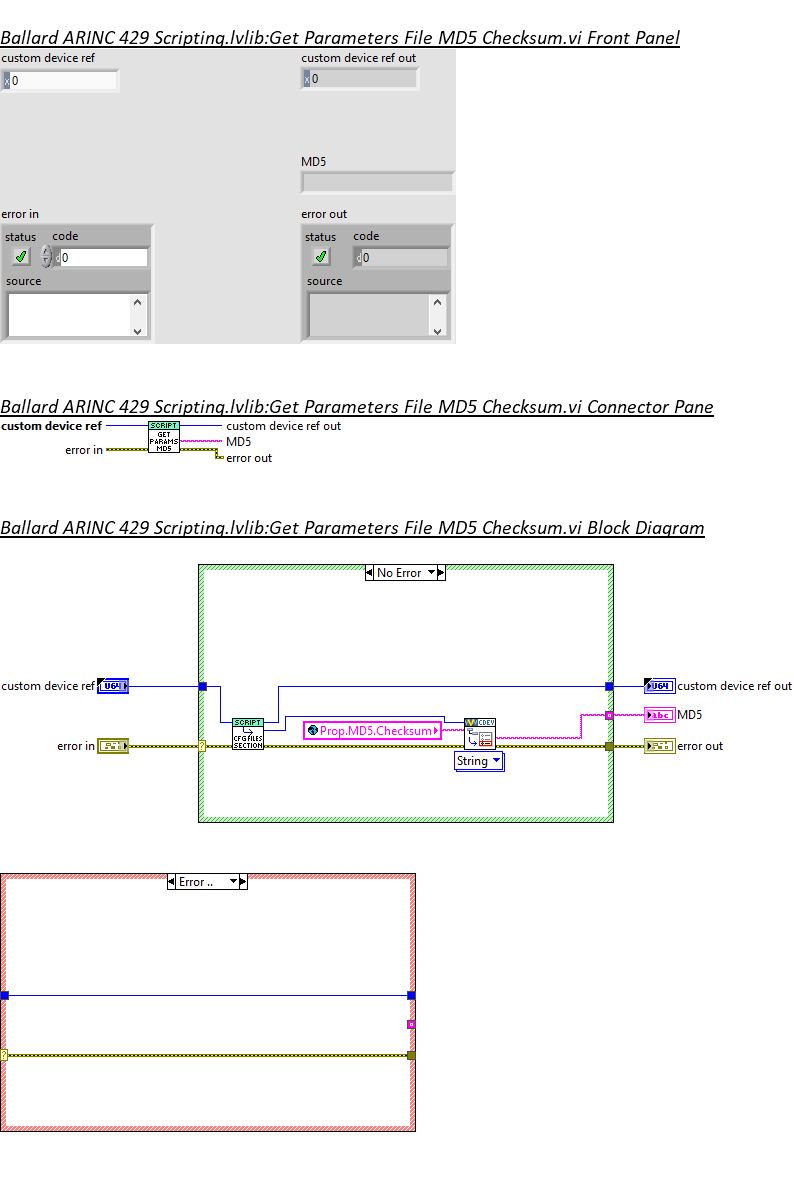 Ballard ARINC 429 Scripting.lvlib:Get Parameters File MD5 Checksum.vi Front Panel
custom device ref
custom device ref out
x 0
x 0
MD5
error in
error out
status code
status code
d 0
d 0
source
source
Ballard ARINC 429 Scripting.lvlib:Get Parameters File MD5 Checksum.vi Connector Pane
custom device ref
SCRIPT
GET
PARAMS
MD5
custom device ref out
MD5
error in
error out
Ballard ARINC 429 Scripting.lvlib:Get Parameters File MD5 Checksum.vi Block Diagram
No Error
custom device ref
U64
U64
custom device ref out
SCRIPT
CFG FILES
SECTION
Prop.MD5.Checksum
CDEV
abc
MD5
error in
?
error out
String
Error ..
?